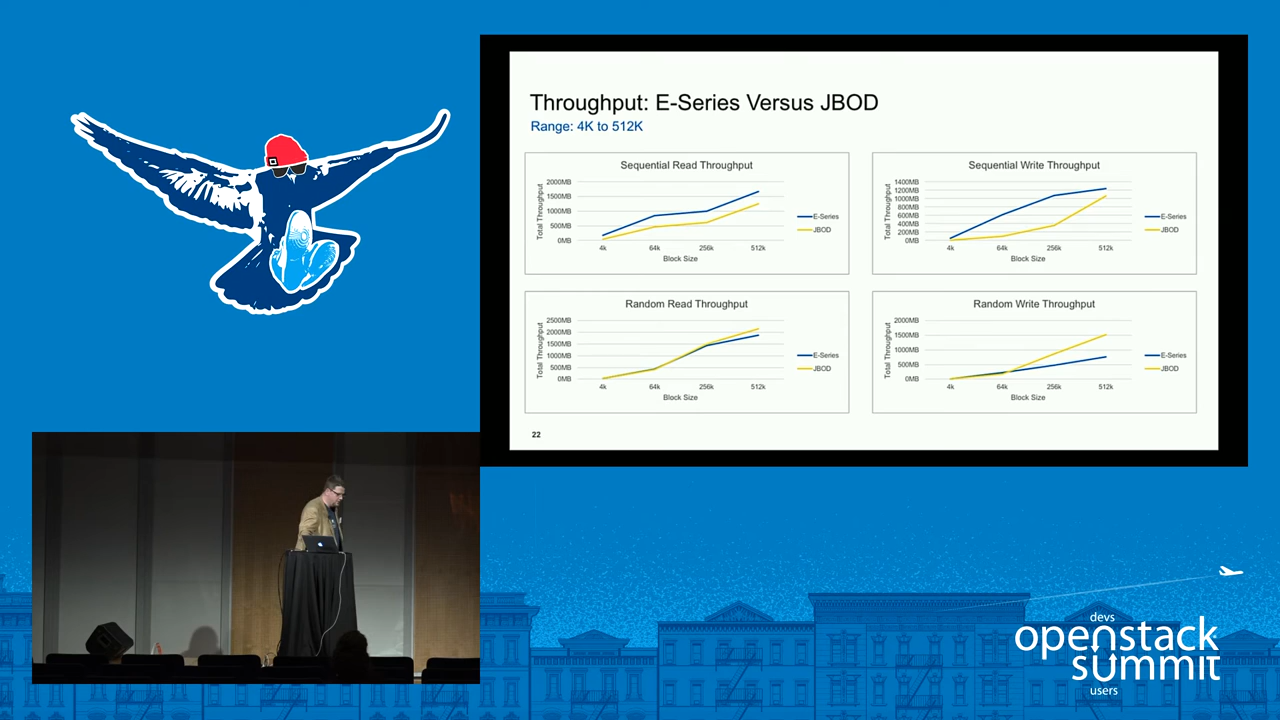 Throughput: E-Series Versus JBOD
Range: 4K to 512K
Sequential Read Throughput
Total Throughput
2000MB
1500MB
1000MB
500MB
0MB
4k 64k 256k 512k
Block Size
E-Series
JBOD
Sequential Write Throughput
Total Throughput
1400MB
1200MB
1000MB
800MB
600MB
400MB
200MB
0MB
4k 64k 256k 512k
Block Size
E-Series
JBOD
Random Read Throughput
Total Throughput
2500MB
2000MB
1500MB
1000MB
500MB
0MB
4k 64k 256k 512k
Block Size
E-Series
JBOD
Random Write Throughput
Total Throughput
2000MB
1500MB
1000MB
500MB
0MB
4k 64k 256k 512k
Block Size
E-Series
JBOD
22
devs
openstack
summit
users